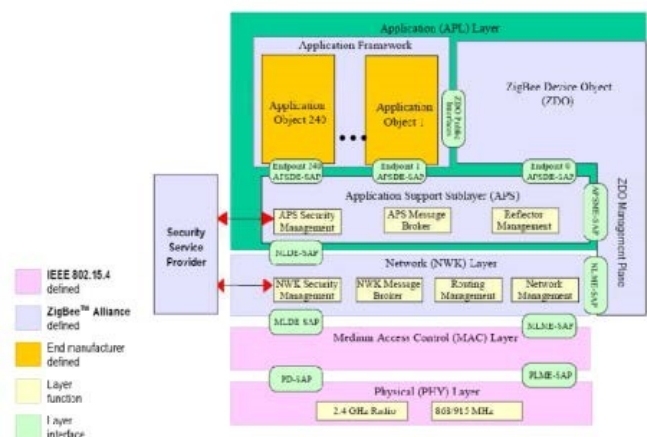 Application (APL) Layer
Application Framework
Application
Object 240
Application
Object 1
ZDO Public
Interfaces
ZigBee Device Object
(ZDO)
Endpoint 240
APSDE-SAP
Endpoint 1
APSDE-SAP
Endpoint 0
APSDE-SAP
Application Support Sublayer (APS)
APS Security
Management
APS Message
Broker
Reflector
Management
APSME-SAP
ZDO Management Plane
Security
Service
Provider
NLDE-SAP
Network (NWK) Layer
NWK Security
Management
NWK Message
Broker
Routing
Management
Network
Management
NLME-SAP
MLDE-SAP
MLME-SAP
Medium Access Control (MAC) Layer
PD-SAP
PLME-SAP
Physical (PHY) Layer
2.4 GHz Radio
868/915 MHz
IEEE 802.15.4
defined
ZigBee™ Alliance
defined
End manufacturer
defined
Layer
function
Layer
interface